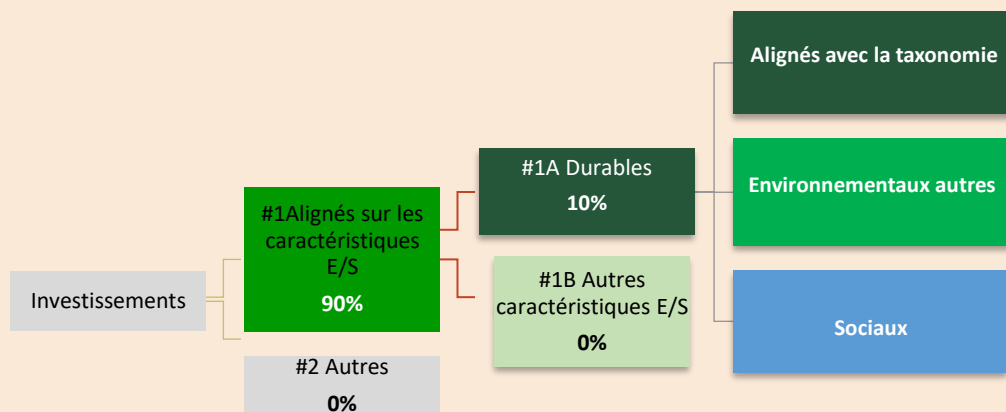 Investissements
#1Alignés sur les
caractéristiques
E/S
90%
#2 Autres
0%
#1A Durables
10%
#1B Autres
caractéristiques E/S
0%
Alignés avec la taxonomie
Environnementaux autres
Sociaux